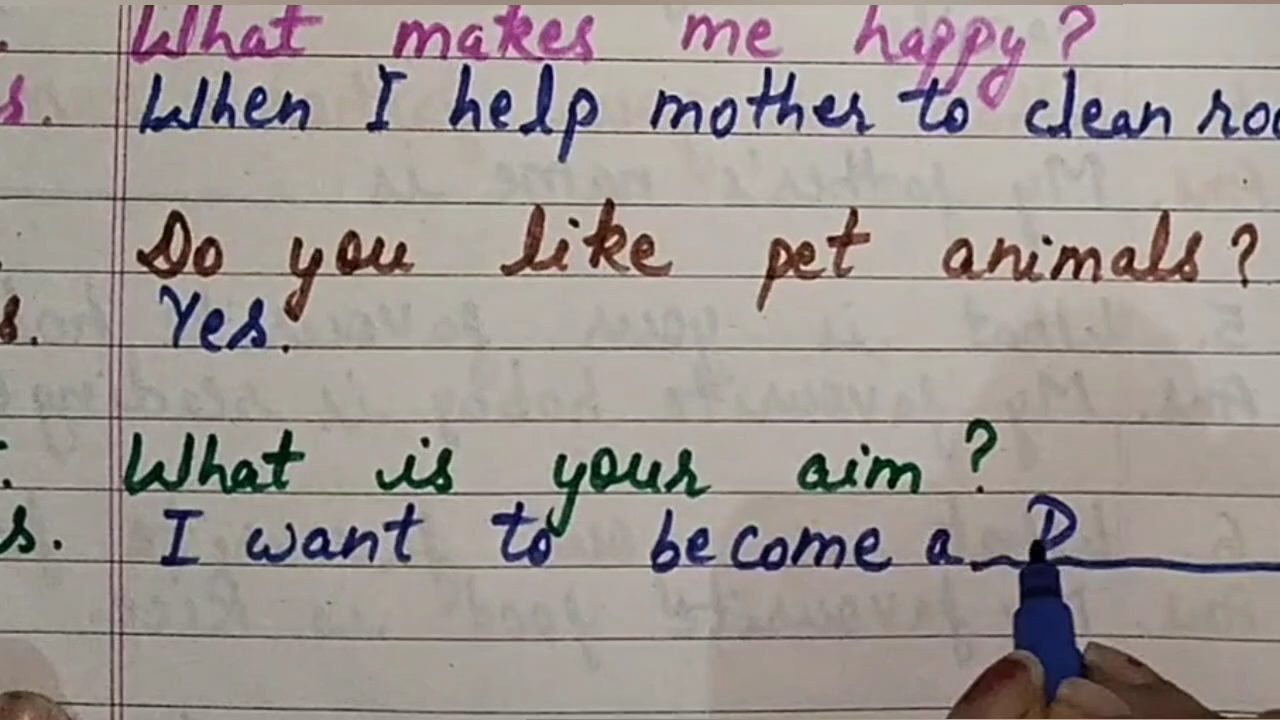 What makes me happy?
s. When I help mother to clean roo
Do you like pet animals?
s. Yes.
What is your aim?
s. I want to become a D